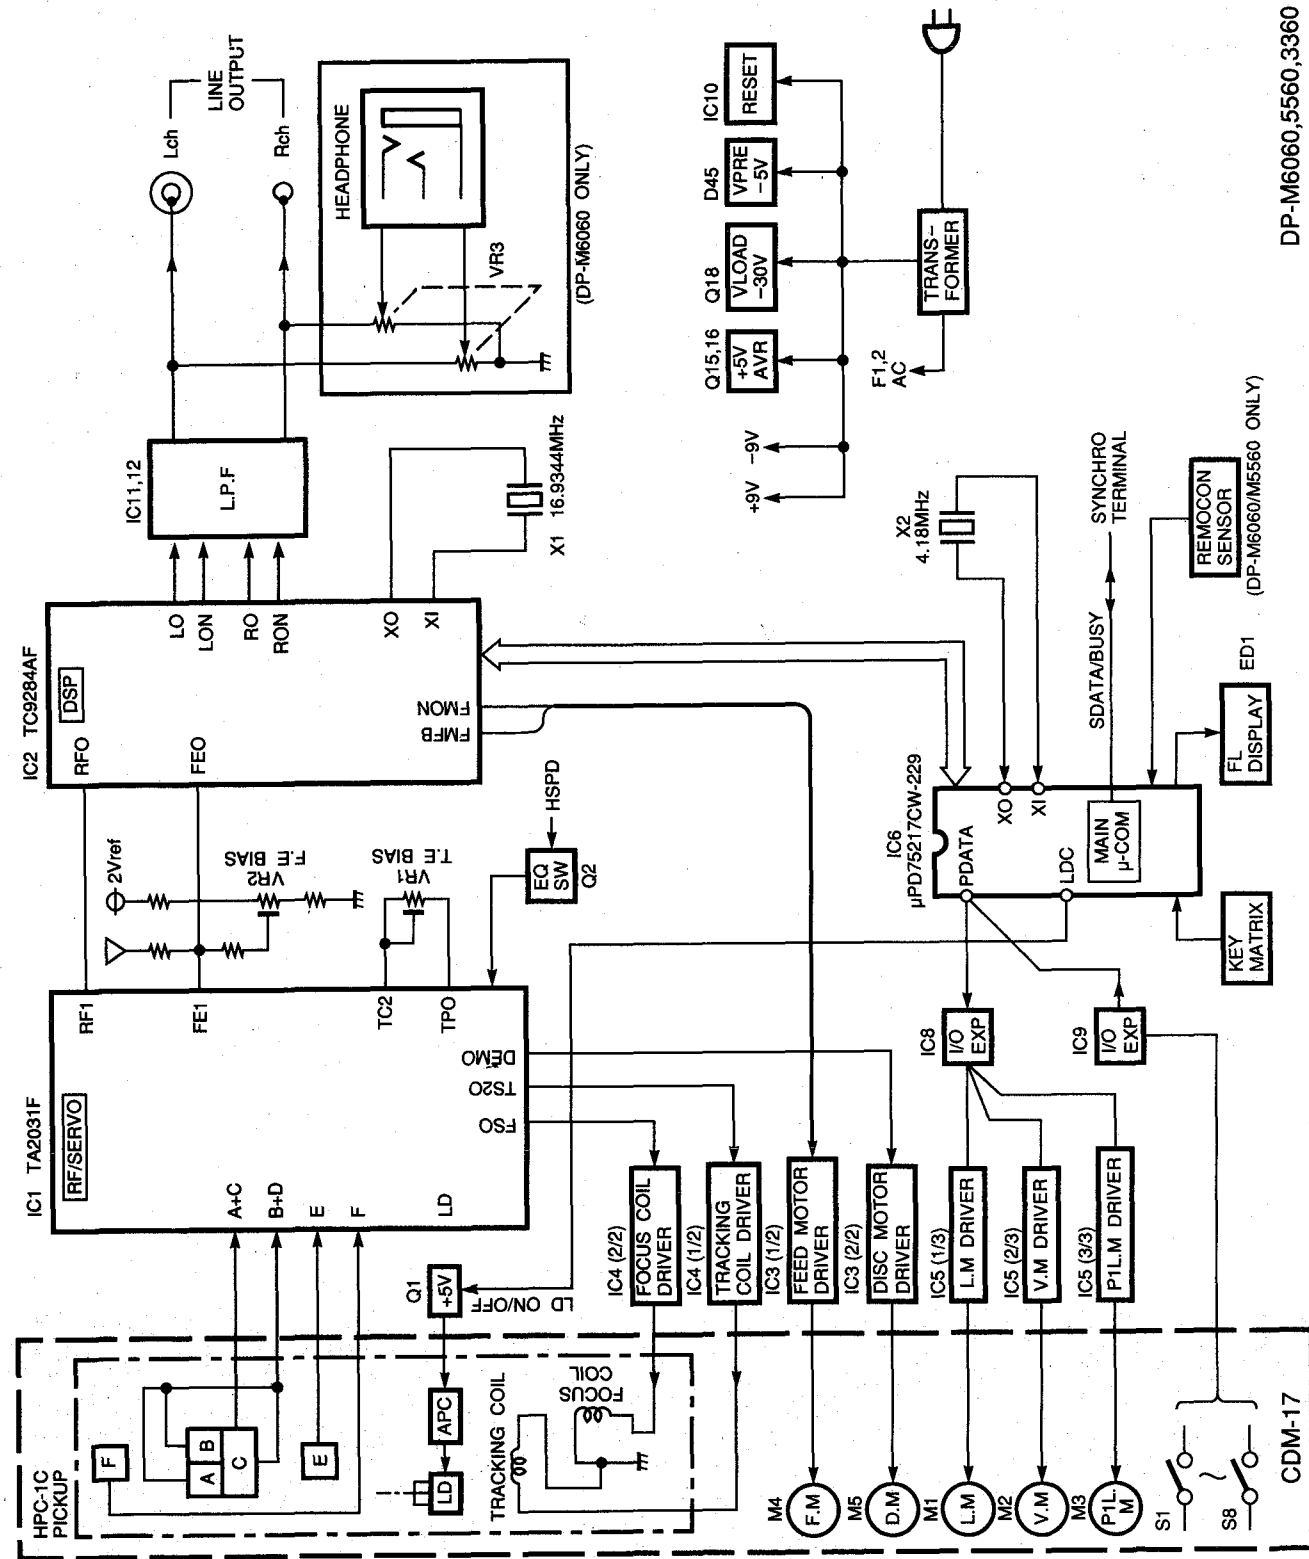 DP-M6060,5560,3360
HPC-1C
PICKUP
F
A
B
C
E
LD
APC
TRACKING COIL
FOCUS
COIL
M4
F.M
M5
D.M
M1
L.M
M2
V.M
M3
P1L.
M
S1
S8
CDM-17
Q1
+5V
LD ON/OFF
IC4 (2/2)
FOCUS COIL
DRIVER
IC4 (1/2)
TRACKING
COIL DRIVER
IC3 (1/2)
FEED MOTOR
DRIVER
IC3 (2/2)
DISC MOTOR
DRIVER
IC5 (1/3)
L.M DRIVER
IC5 (2/3)
V.M DRIVER
IC5 (3/3)
P1L.M DRIVER
IC1 TA2031F
RF/SERVO
A+C
B+D
E
F
LD
RF1
FE1
TC2
TPO
FSO
TS2O
DEMO
2Vref
VR2
F.E BIAS
VR1
T.E BIAS
EQ
SW
Q2
HSPD
IC8
I/O
EXP
IC9
I/O
EXP
IC2 TC9284AF
DSP
RFO
FEO
FMFB
FMON
LO
LON
RO
RON
XO
XI
IC6
μPD75217CW-229
PDATA
LDC
XO
XI
MAIN
μ-COM
KEY
MATRIX
FL
DISPLAY
ED1
SDATA/BUSY
SYNCHRO
TERMINAL
REMOCON
SENSOR
(DP-M6060/M5560 ONLY)
X2
4.18MHz
X1 16.9344MHz
IC11,12
L.P.F
Lch
Rch
LINE
OUTPUT
HEADPHONE
VR3
(DP-M6060 ONLY)
+9V
-9V
Q15,16
+5V
AVR
Q18
VLOAD
-30V
D45
VPRE
-5V
IC10
RESET
F1,2
AC
TRANS-
FORMER